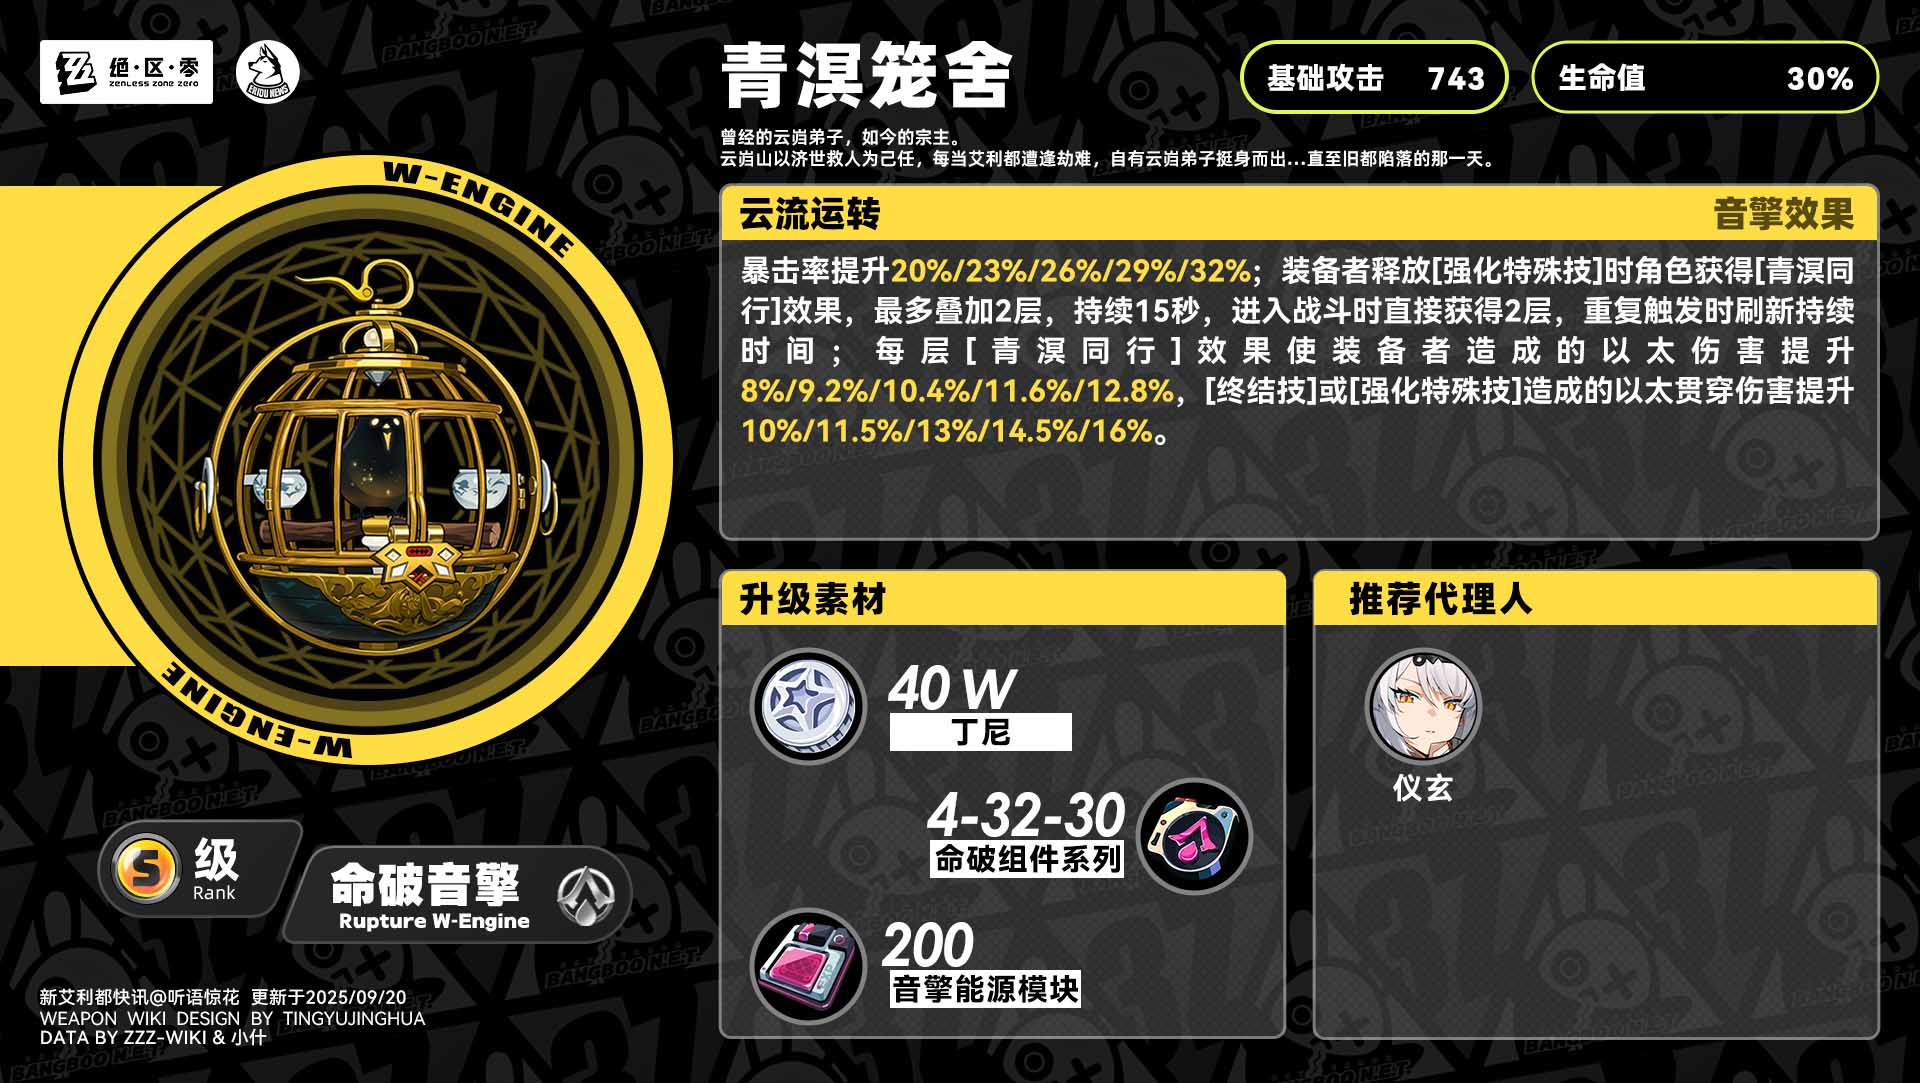 绝·区·零
ZENLESS ZONE ZERO
ERIDU NEWS
青溟笼舍
基础攻击 743
生命值 30%
曾经的云岿弟子，如今的宗主。
云岿山以济世救人为己任，每当艾利都遭逢劫难，自有云岿弟子挺身而出...直至旧都陷落的那一天。
W-ENGINE
W-ENGINE
云流运转
音擎效果
暴击率提升20%/23%/26%/29%/32%；装备者释放[强化特殊技]时角色获得[青溟同
行]效果，最多叠加2层，持续15秒，进入战斗时直接获得2层，重复触发时刷新持续
时间；每层[青溟同行]效果使装备者造成的以太伤害提升
8%/9.2%/10.4%/11.6%/12.8%，[终结技]或[强化特殊技]造成的以太贯穿伤害提升
10%/11.5%/13%/14.5%/16%。
升级素材
40 W
丁尼
4-32-30
命破组件系列
200
音擎能源模块
推荐代理人
仪玄
S
级
Rank
命破音擎
Rupture W-Engine
新艾利都快讯@听语惊花 更新于2025/09/20
WEAPON WIKI DESIGN BY TINGYUJINGHUA
DATA BY ZZZ-WIKI & 小什